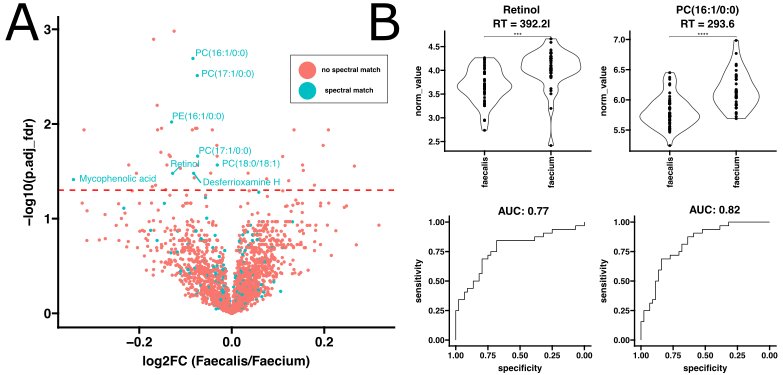 A
−log10(p.adj_fdr)
3
2
1
0
−0.2
0.0
0.2
log2FC (Faecalis/Faecium)
PC(16:1/0:0)
PC(17:1/0:0)
PE(16:1/0:0)
PC(17:1/0:0)
Retinol
PC(18:0/18:1)
Mycophenolic acid
Desferrioxamine H
no spectral match
spectral match
B
Retinol
RT = 392.2l
***
norm_value
4.5
4.0
3.5
3.0
2.5
faecalis
faecium
PC(16:1/0:0)
RT = 293.6
****
norm_value
7.0
6.5
6.0
5.5
faecalis
faecium
AUC: 0.77
sensitivity
1.00
0.75
0.50
0.25
0.00
1.00
0.75
0.50
0.25
0.00
specificity
AUC: 0.82
sensitivity
1.00
0.75
0.50
0.25
0.00
1.00
0.75
0.50
0.25
0.00
specificity